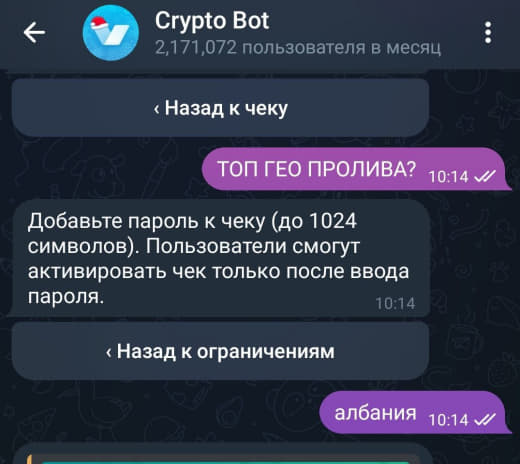 Crypto Bot
2,171,072 пользователя в месяц
‹ Назад к чеку
ТОП ГЕО ПРОЛИВА? 10:14
Добавьте пароль к чеку (до 1024
символов). Пользователи смогут
активировать чек только после ввода
пароля. 10:14
‹ Назад к ограничениям
албания 10:14